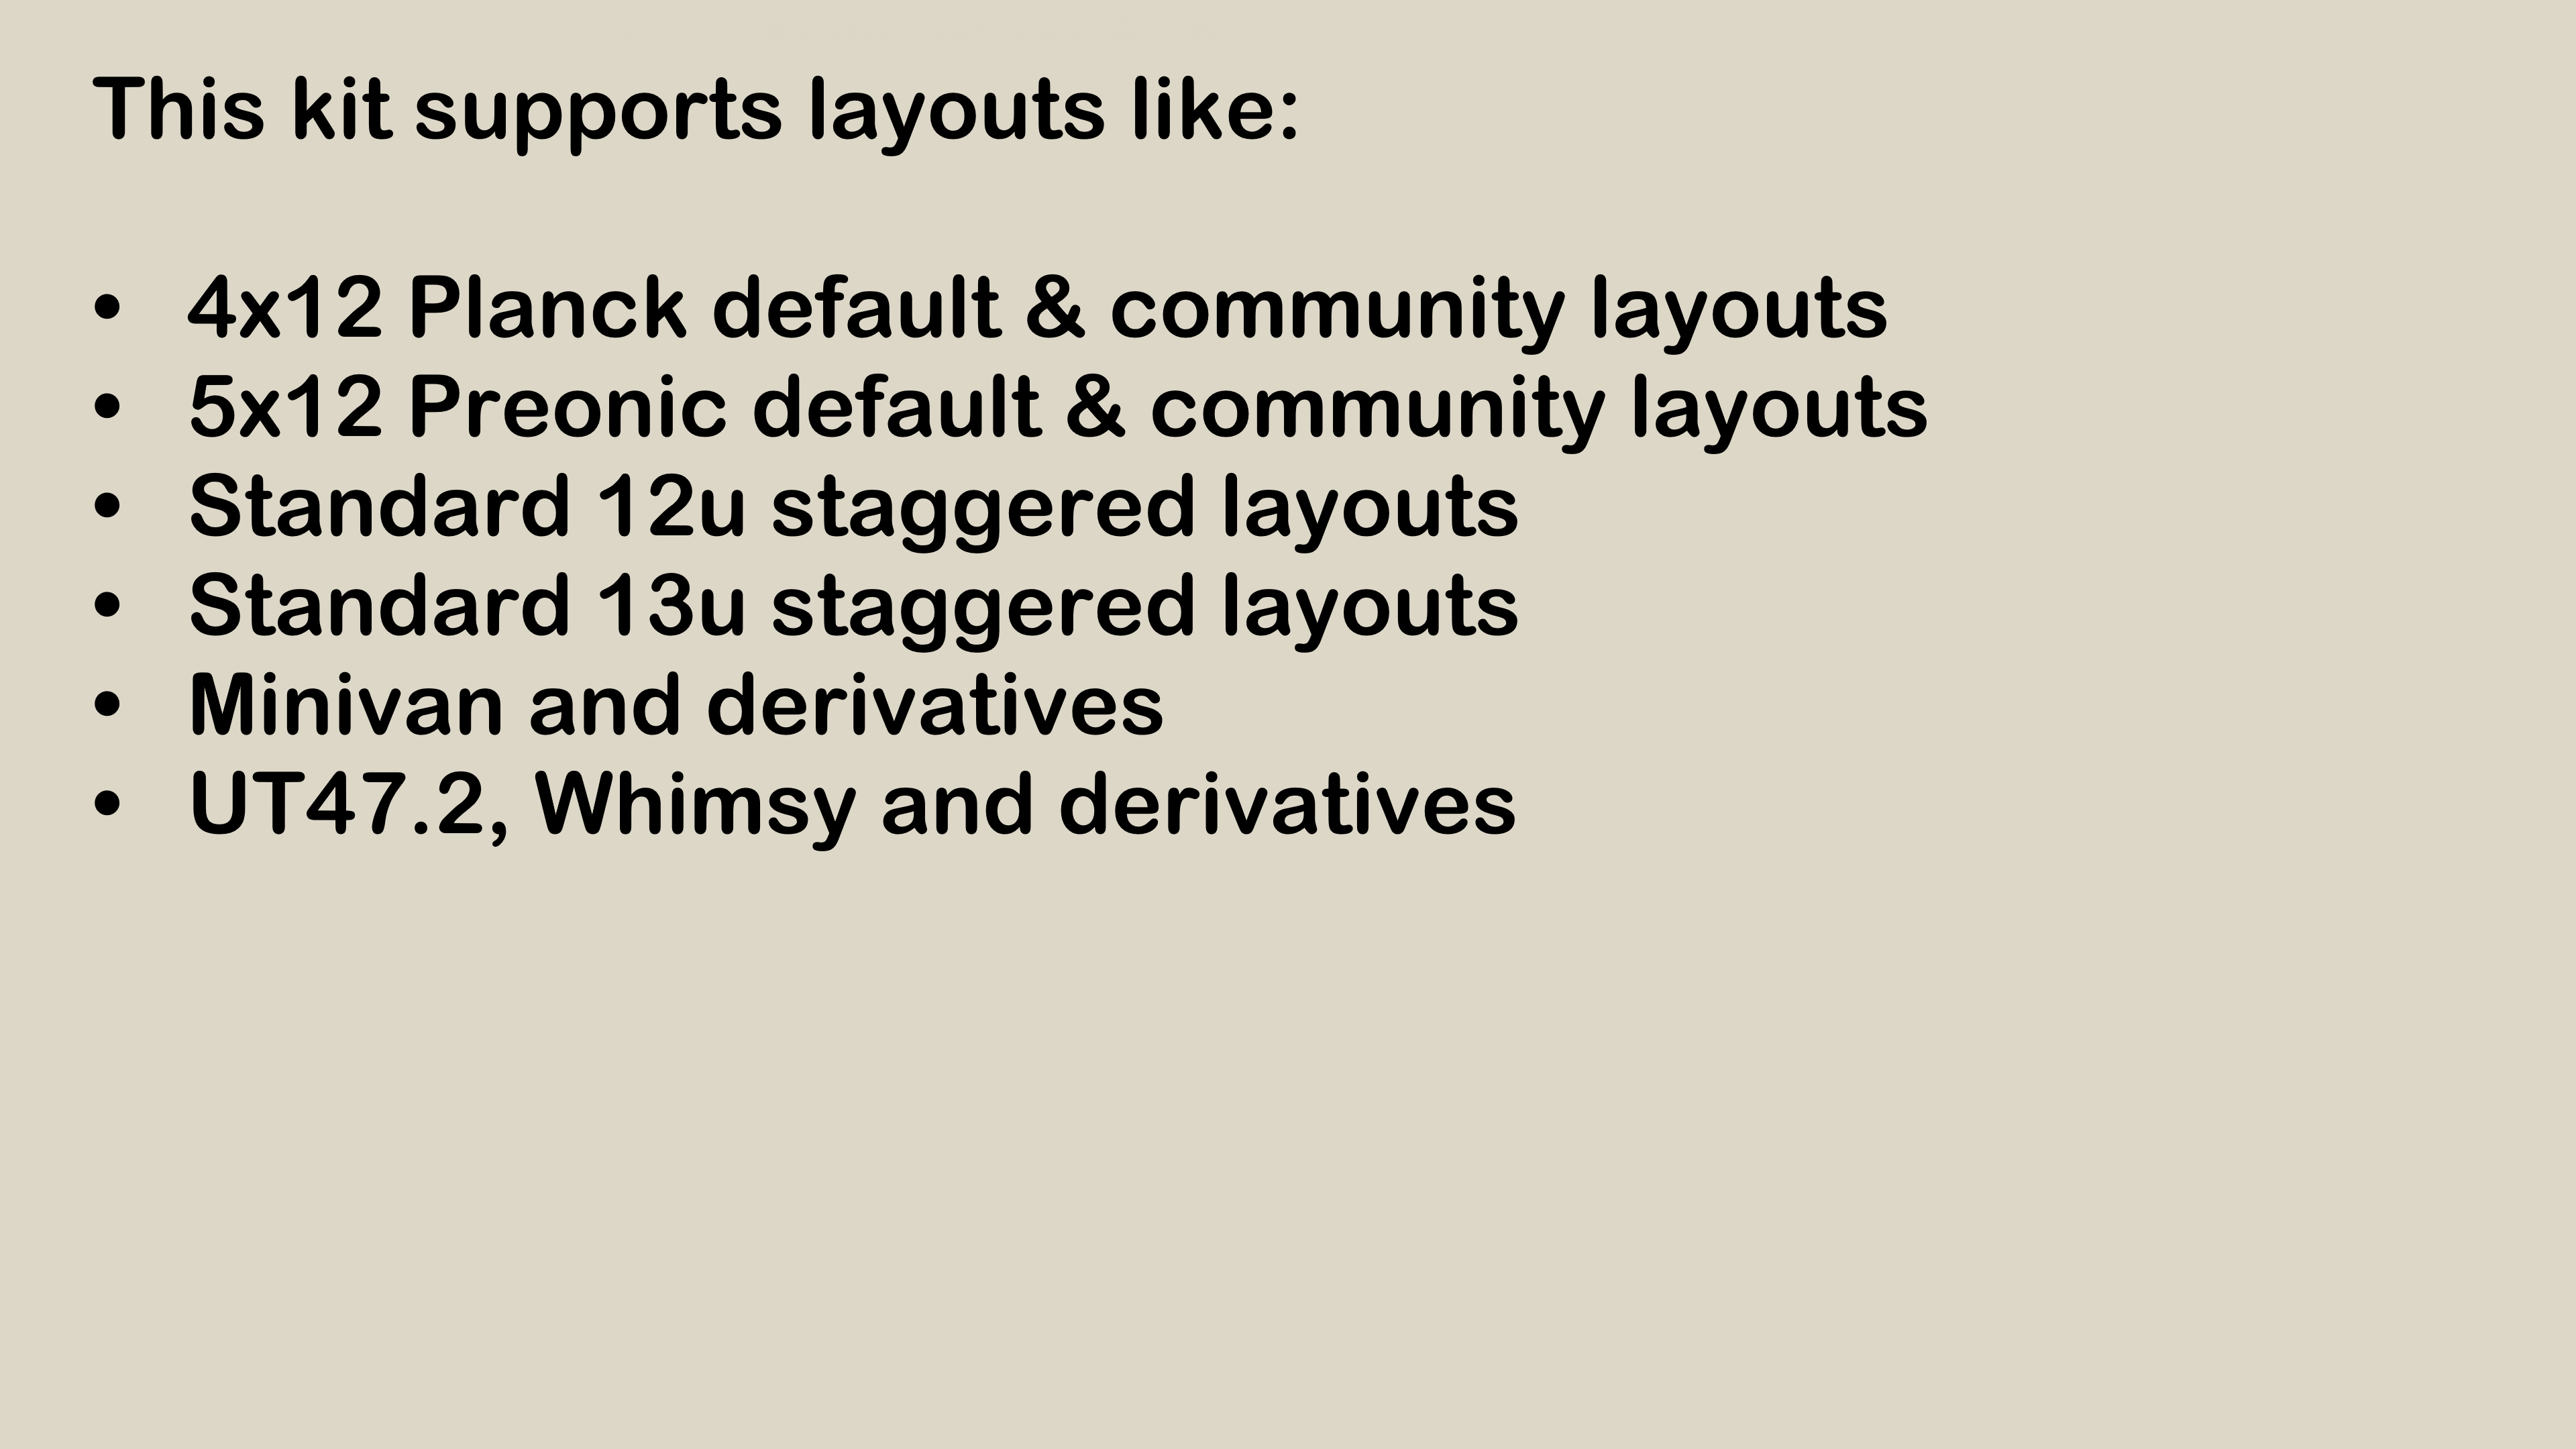 This kit supports layouts like:
• 4x12 Planck default & community layouts
• 5x12 Preonic default & community layouts
• Standard 12u staggered layouts
• Standard 13u staggered layouts
• Minivan and derivatives
• UT47.2, Whimsy and derivatives